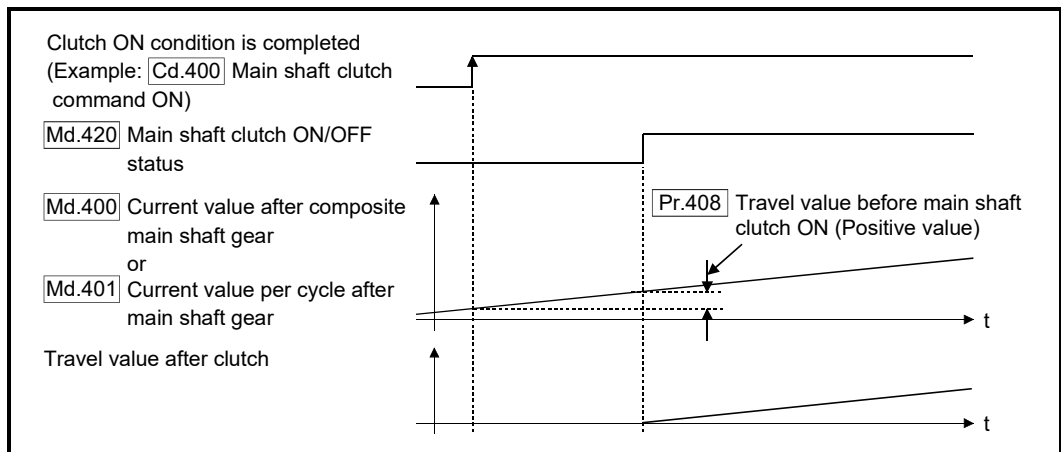 Clutch ON condition is completed
(Example: Cd.400 Main shaft clutch
command ON)
Md.420 Main shaft clutch ON/OFF
status
Md.400 Current value after composite
main shaft gear
or
Md.401 Current value per cycle after
main shaft gear
Pr.408 Travel value before main shaft
clutch ON (Positive value)
t
Travel value after clutch
t